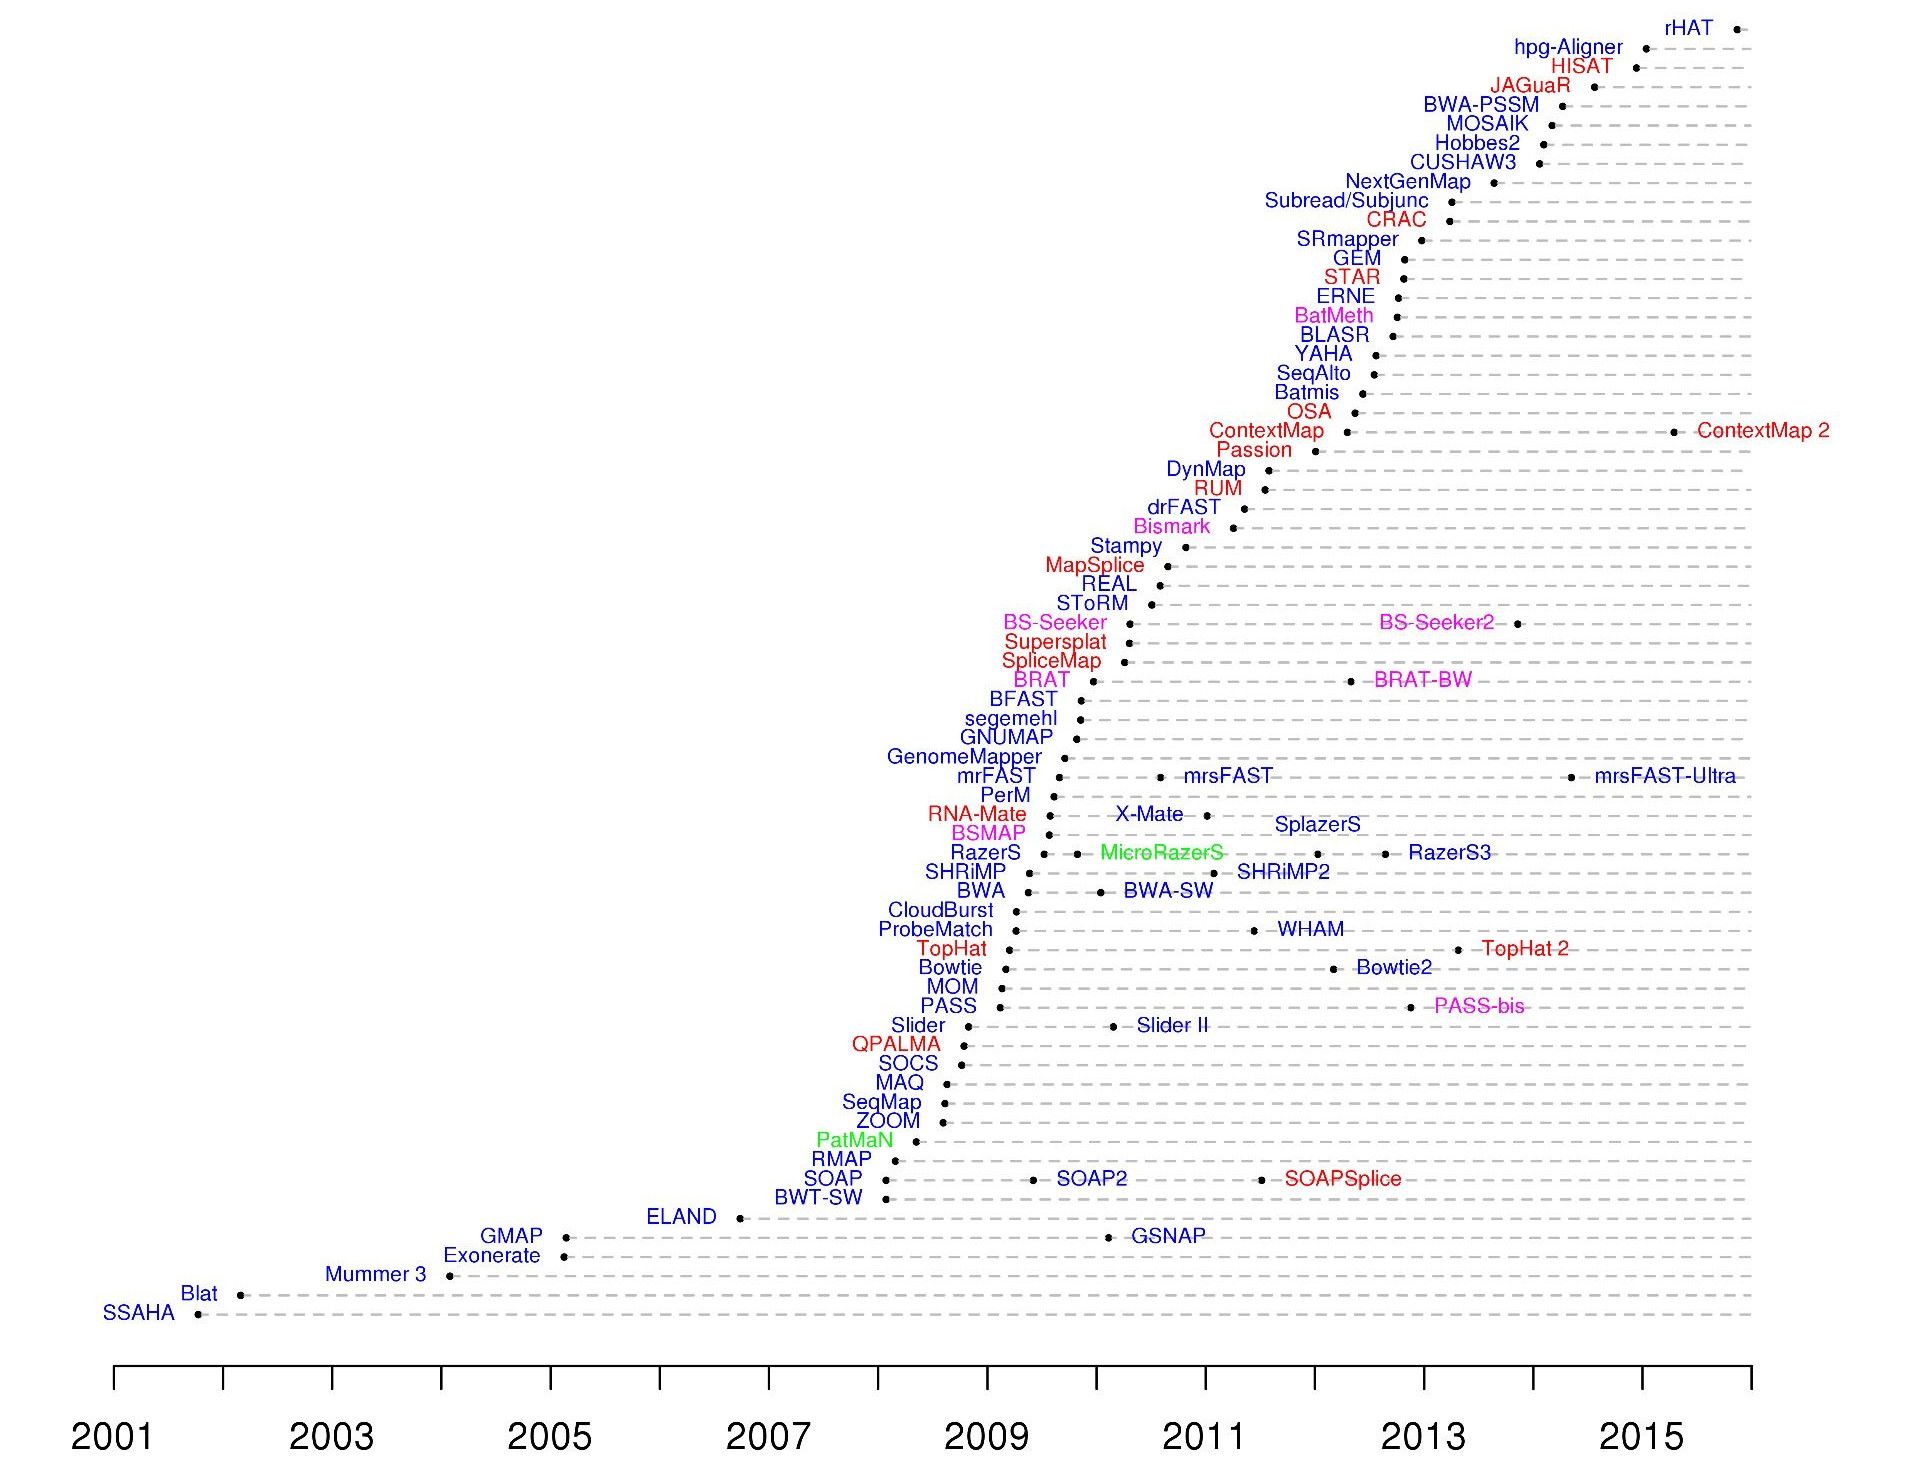 rHAT
hpg-Aligner
HISAT
JAGuaR
BWA-PSSM
MOSAIK
Hobbes2
CUSHAW3
NextGenMap
Subread/Subjunc
CRAC
SRmapper
GEM
STAR
ERNE
BatMeth
BLASR
YAHA
SeqAlto
Batmis
OSA
ContextMap ContextMap 2
Passion
DynMap
RUM
drFAST
Bismark
Stampy
MapSplice
REAL
SToRM
BS-Seeker BS-Seeker2
Supersplat
SpliceMap
BRAT BRAT-BW
BFAST
segemehl
GNUMAP
GenomeMapper
mrFAST mrsFAST mrsFAST-Ultra
PerM
RNA-Mate X-Mate
SplazerS
BSMAP
RazerS MicroRazerS RazerS3
SHRiMP SHRiMP2
BWA BWA-SW
CloudBurst
ProbeMatch WHAM
TopHat TopHat 2
Bowtie Bowtie2
MOM
PASS PASS-bis
Slider Slider II
QPALMA
SOCS
MAQ
SeqMap
ZOOM
PatMaN
RMAP
SOAP SOAP2 SOAPSplice
BWT-SW
ELAND
GMAP GSNAP
Exonerate
Mummer 3
Blat
SSAHA
2001 2003 2005 2007 2009 2011 2013 2015